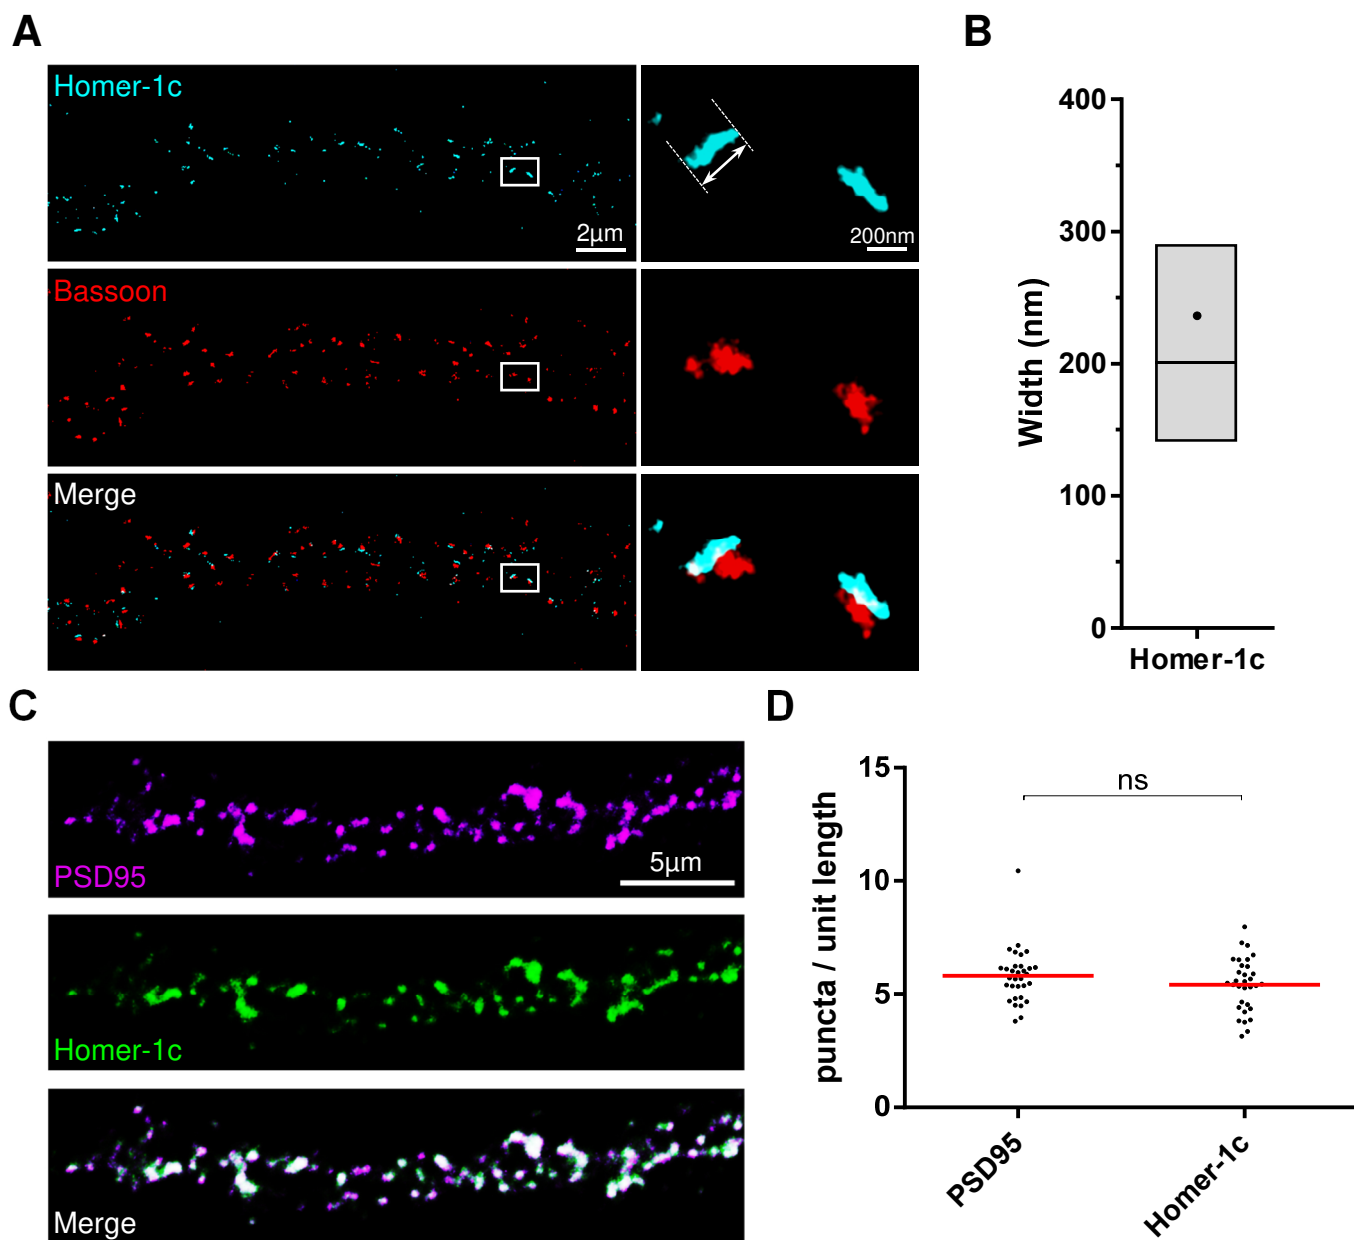 A
B
Homer-1c
2µm
200nm
Bassoon
Merge
Width (nm)
400
300
200
100
0
Homer-1c
C
D
PSD95
5µm
Homer-1c
Merge
puncta / unit length
15
10
5
0
ns
PSD95
Homer-1c